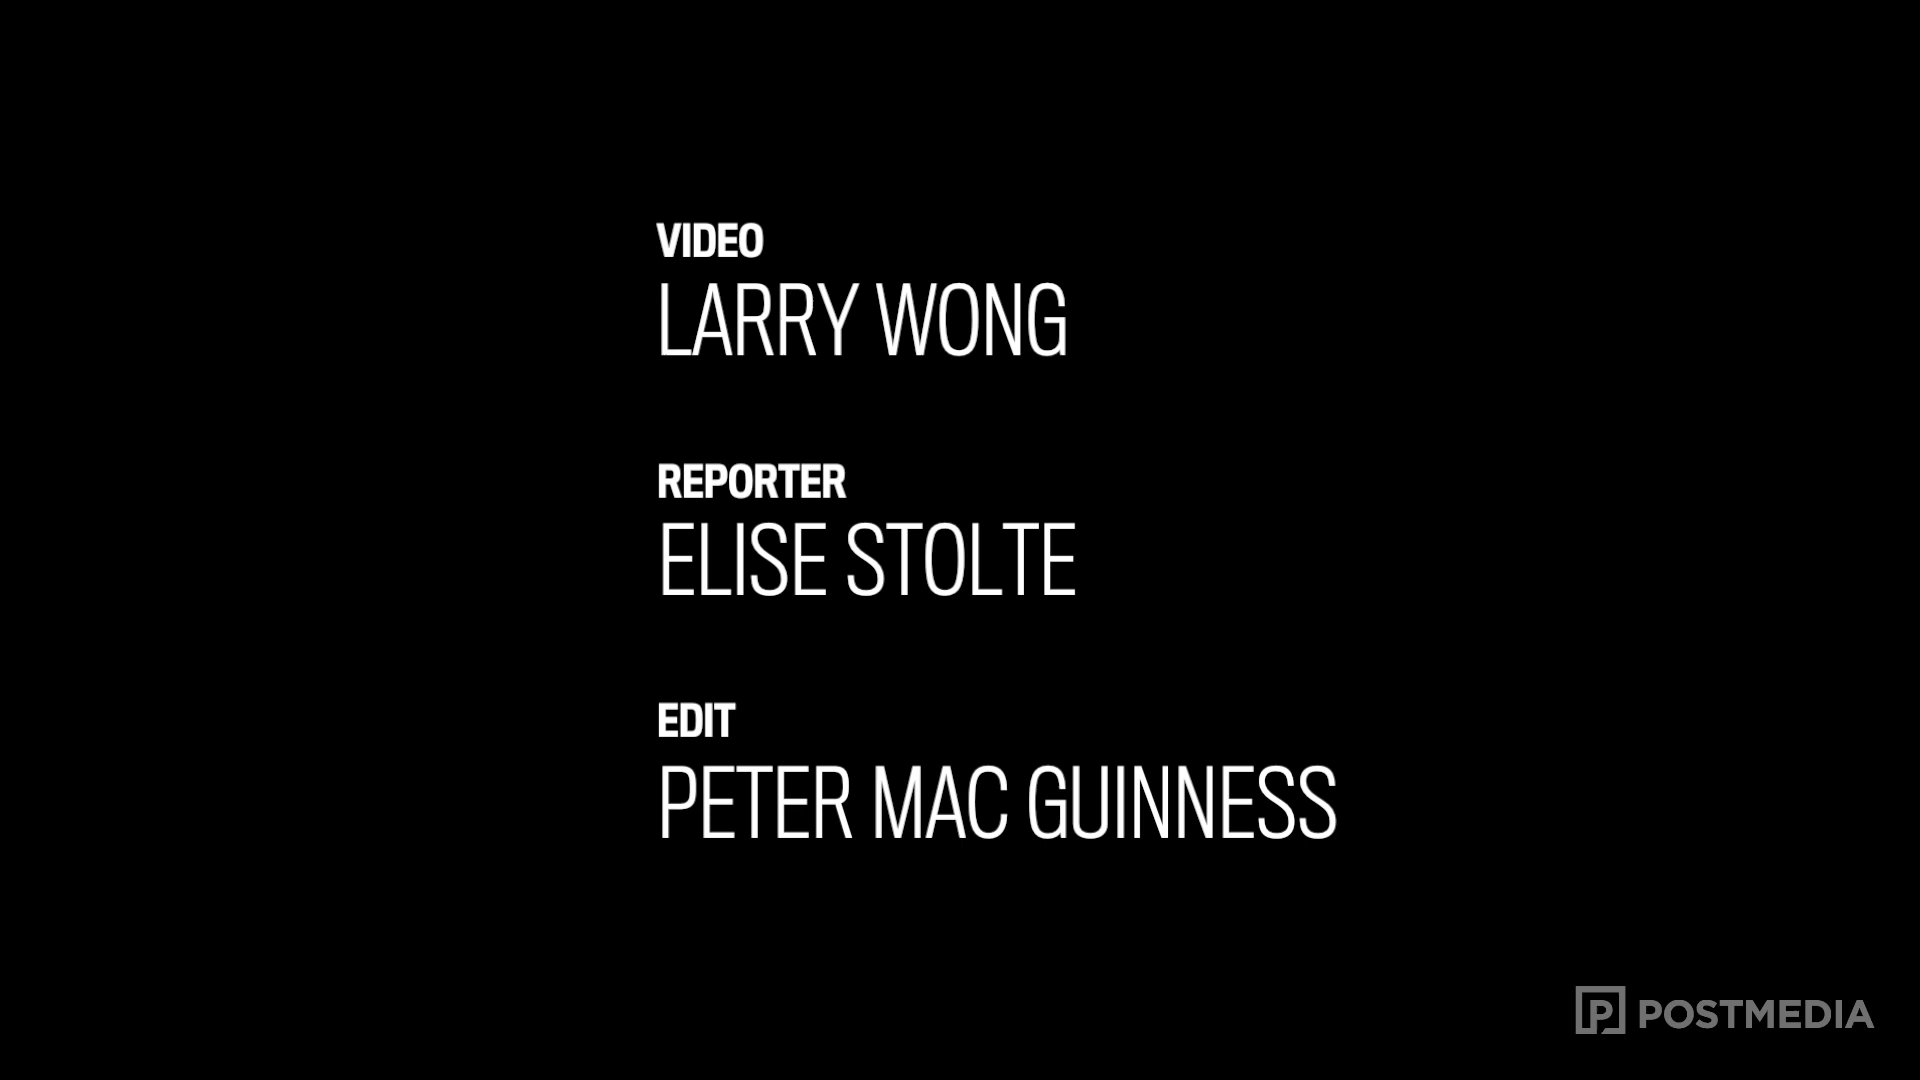 VIDEO
LARRY WONG
REPORTER
ELISE STOLTE
EDIT
PETER MAC GUINNESS
POSTMEDIA